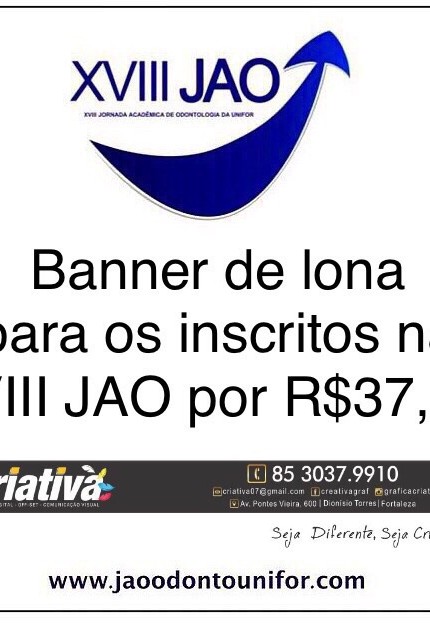 XVIII JAO
XVIII JORNADA ACADÊMICA DE ODONTOLOGIA DA UNIFOR
Banner de lona
para os inscritos na
VIII JAO por R$37,
riativa
85 3037.9910
criativa07@gmail.com creativagraf graficacriat
DIGITAL - OFF-SET - COMUNICAÇÃO VISUAL
Av. Pontes Vieira, 600 | Dionísio Torres | Fortaleza
Seja Diferente, Seja Cri
www.jaoodontounifor.com